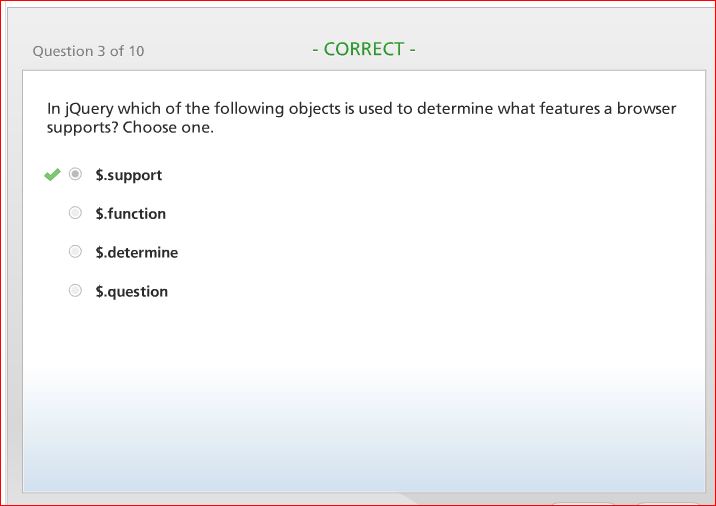 Question 3 of 10
- CORRECT -
In jQuery which of the following objects is used to determine what features a browser
supports? Choose one.
$.support
$.function
$.determine
$.question